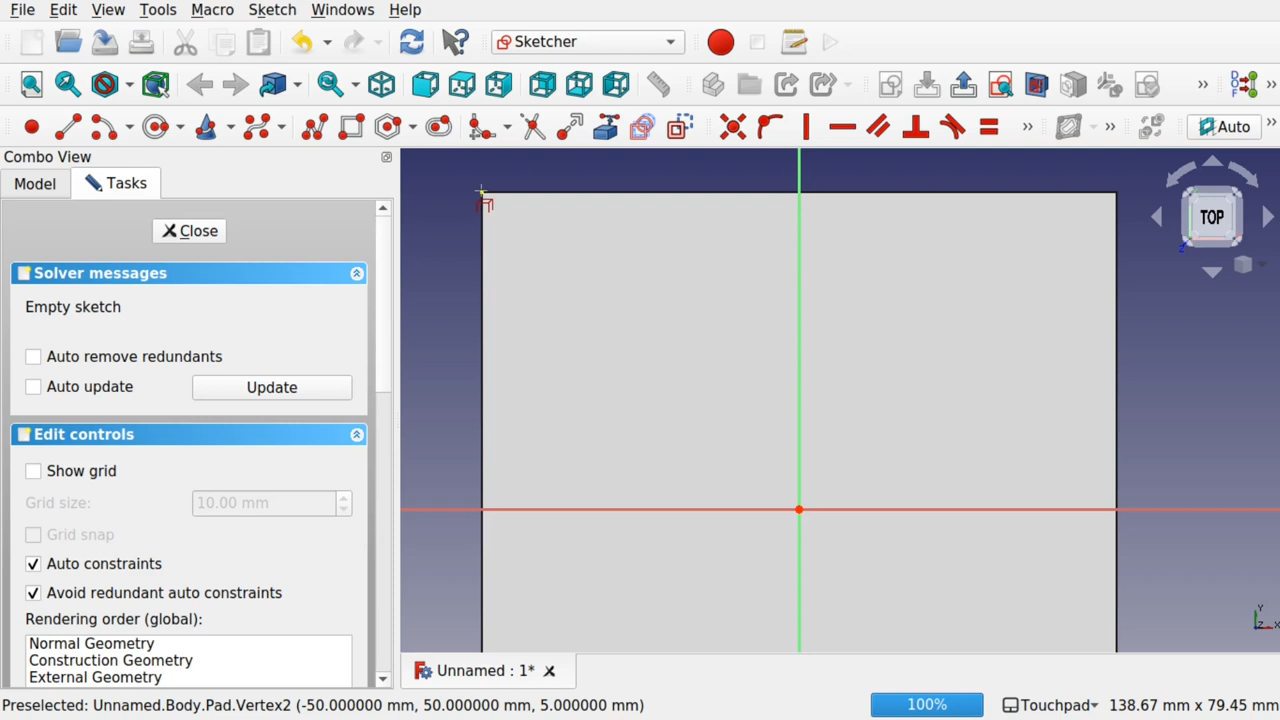 File Edit View Tools Macro Sketch Windows Help
Sketcher
Auto
Combo View
Model Tasks
Close
Solver messages
Empty sketch
Auto remove redundants
Auto update Update
Edit controls
Show grid
Grid size: 10.00 mm
Grid snap
Auto constraints
Avoid redundant auto constraints
Rendering order (global):
Normal Geometry
Construction Geometry
External Geometry
TOP
Y
Z X
Unnamed : 1*
Preselected: Unnamed.Body.Pad.Vertex2 (-50.000000 mm, 50.000000 mm, 5.000000 mm) 100% Touchpad 138.67 mm x 79.45 mm